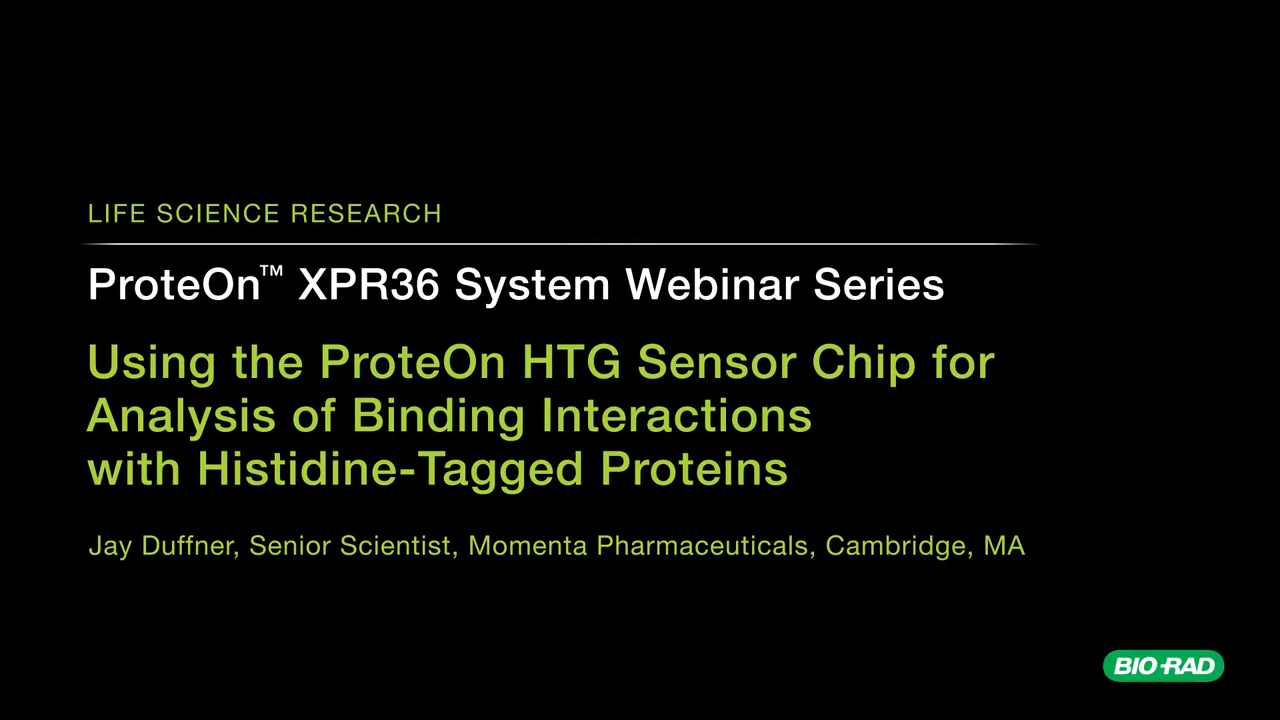 LIFE SCIENCE RESEARCH
ProteOn™ XPR36 System Webinar Series
Using the ProteOn HTG Sensor Chip for
Analysis of Binding Interactions
with Histidine-Tagged Proteins
Jay Duffner, Senior Scientist, Momenta Pharmaceuticals, Cambridge, MA
BIO-RAD